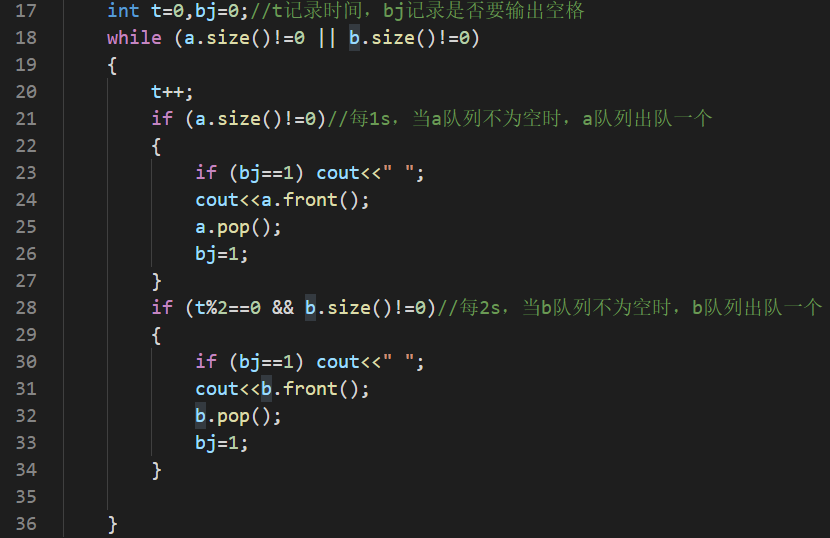 17 int t=0,bj=0;//t记录时间，bj记录是否要输出空格
18 while (a.size()!=0 || b.size()!=0)
19 {
20 t++;
21 if (a.size()!=0)//每1s，当a队列不为空时，a队列出队一个
22 {
23 if (bj==1) cout<<" ";
24 cout<<a.front();
25 a.pop();
26 bj=1;
27 }
28 if (t%2==0 && b.size()!=0)//每2s，当b队列不为空时，b队列出队一个
29 {
30 if (bj==1) cout<<" ";
31 cout<<b.front();
32 b.pop();
33 bj=1;
34 }
35
36 }